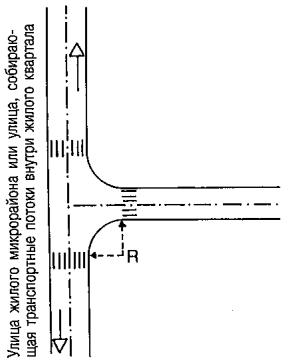 Улица жилого микрорайона или улица, собираю-
щая транспортные потоки внутри жилого квартала
R